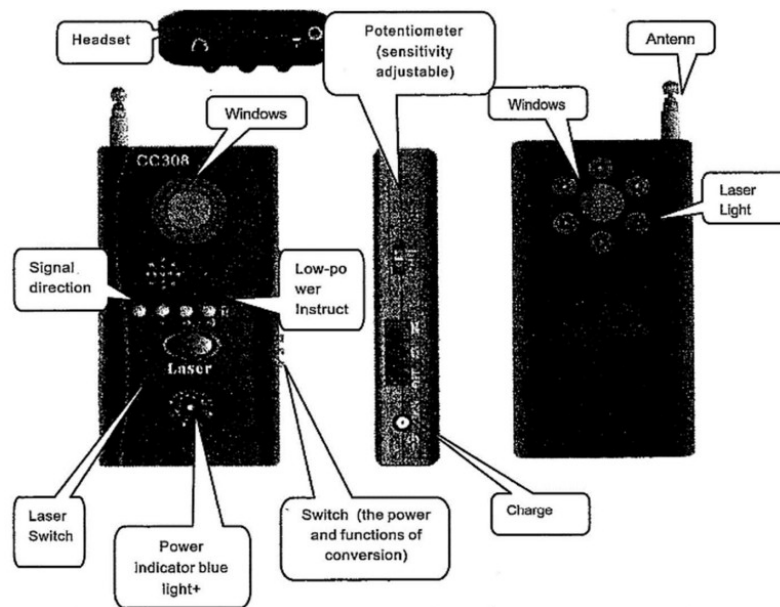 Headset
Potentiometer
(sensitivity
adjustable)
Antenn
Windows
Windows
CC308
Laser
Light
Signal
direction
Low-po
wer
Instruct
Laser
Laser
Switch
Power
indicator blue
light+
Switch (the power
and functions of
conversion)
Charge